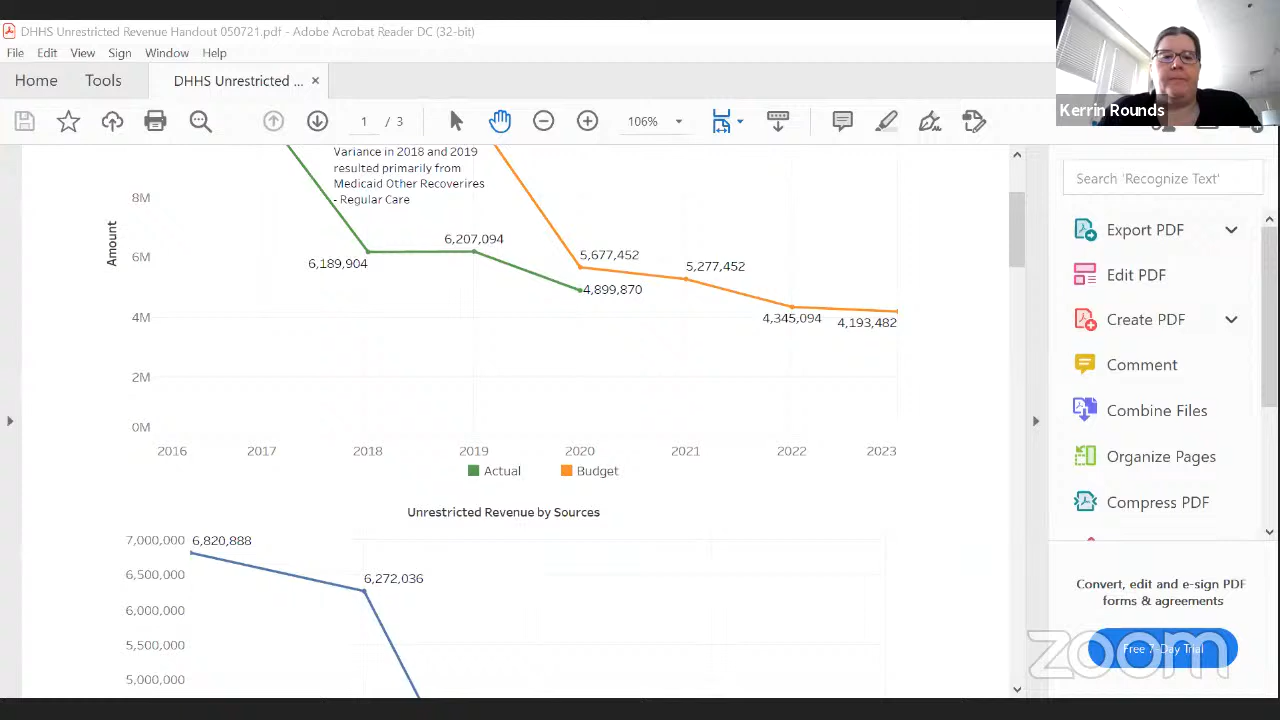 DHHS Unrestricted Revenue Handout 050721.pdf - Adobe Acrobat Reader DC (32-bit)
File Edit View Sign Window Help
Home Tools DHHS Unrestricted ... ×
1 / 3 106%
Kerrin Rounds
Variance in 2018 and 2019
resulted primarily from
Medicaid Other Recoverires
- Regular Care
Amount
8M
6M
4M
2M
0M
6,189,904
6,207,094
5,677,452
4,899,870
5,277,452
4,345,094
4,193,482
2016 2017 2018 2019 2020 2021 2022 2023
Actual Budget
Unrestricted Revenue by Sources
7,000,000
6,500,000
6,000,000
5,500,000
5,000,000
6,820,888
6,272,036
Search 'Recognize Text'
Export PDF
Edit PDF
Create PDF
Comment
Combine Files
Organize Pages
Compress PDF
Convert, edit and e-sign PDF
forms & agreements
Free 7-Day Trial
zoom